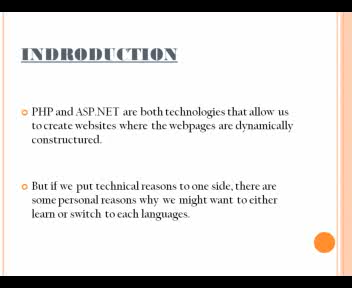 INDRODUCTION
PHP and ASP.NET are both technologies that allow us
to create websites where the webpages are dynamically
constructured.
But if we put technical reasons to one side, there are
some personal reasons why we might want to either
learn or switch to each languages.